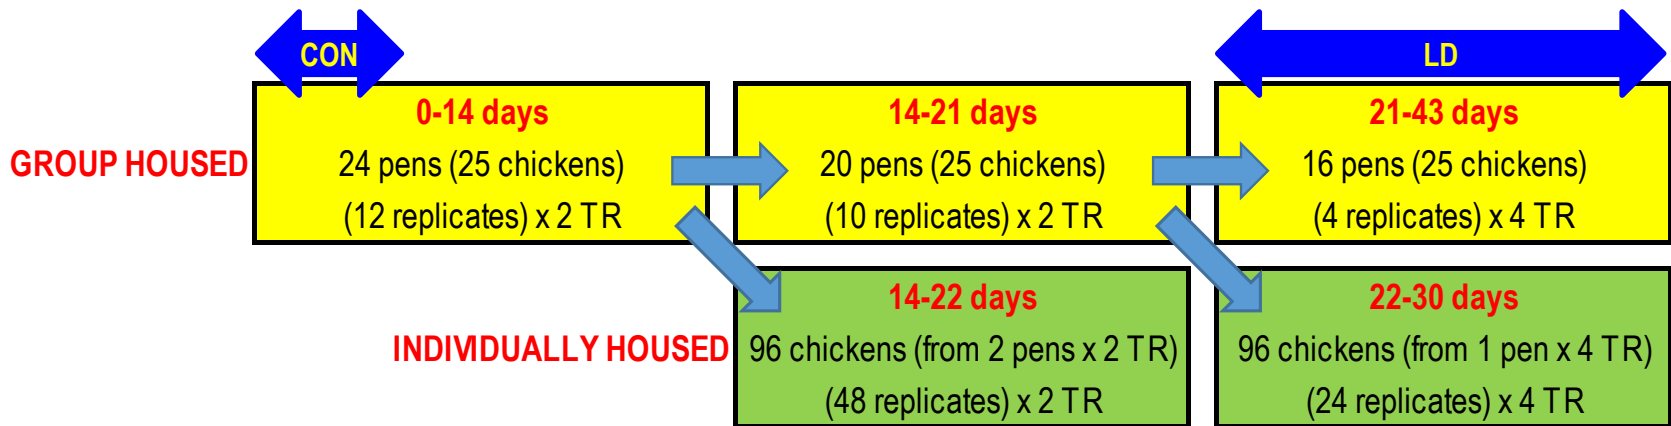 CON
LD
0-14 days
14-21 days
21-43 days
GROUP HOUSED
24 pens (25 chickens)
20 pens (25 chickens)
16 pens (25 chickens)
(12 replicates) x 2 TR
(10 replicates) x 2 TR
(4 replicates) x 4 TR
14-22 days
22-30 days
INDIVIDUALLY HOUSED
96 chickens (from 2 pens x 2 TR)
96 chickens (from 1 pen x 4 TR)
(48 replicates) x 2 TR
(24 replicates) x 4 TR